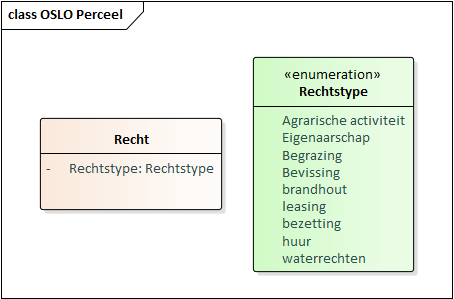 class OSLO Perceel
Recht
- Rechtstype: Rechtstype
«enumeration»
Rechtstype
Agrarische activiteit
Eigenaarschap
Begrazing
Bevissing
brandhout
leasing
bezetting
huur
waterrechten